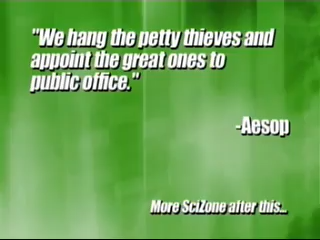 "We hang the petty thieves and
appoint the great ones to
public office."
-Aesop
More SciZone after this...